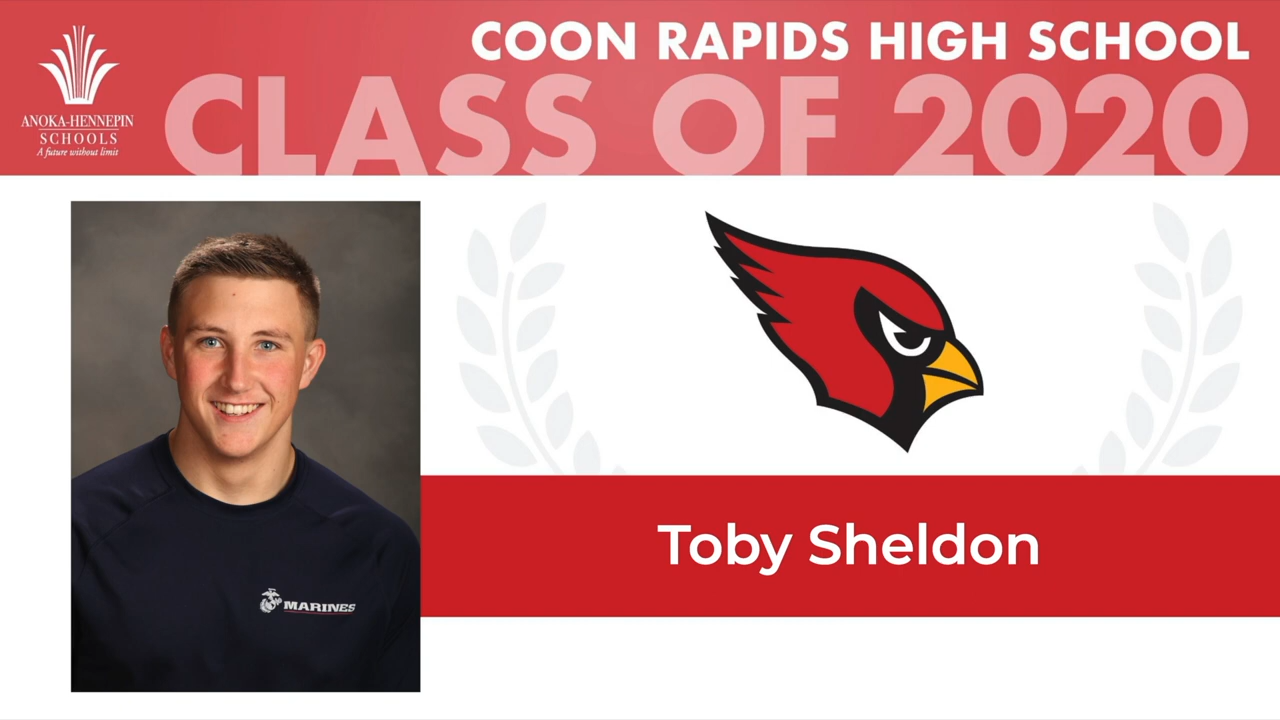 COON RAPIDS HIGH SCHOOL
CLASS OF 2020
ANOKA-HENNEPIN
SCHOOLS
A future without limit
MARINES
Toby Sheldon